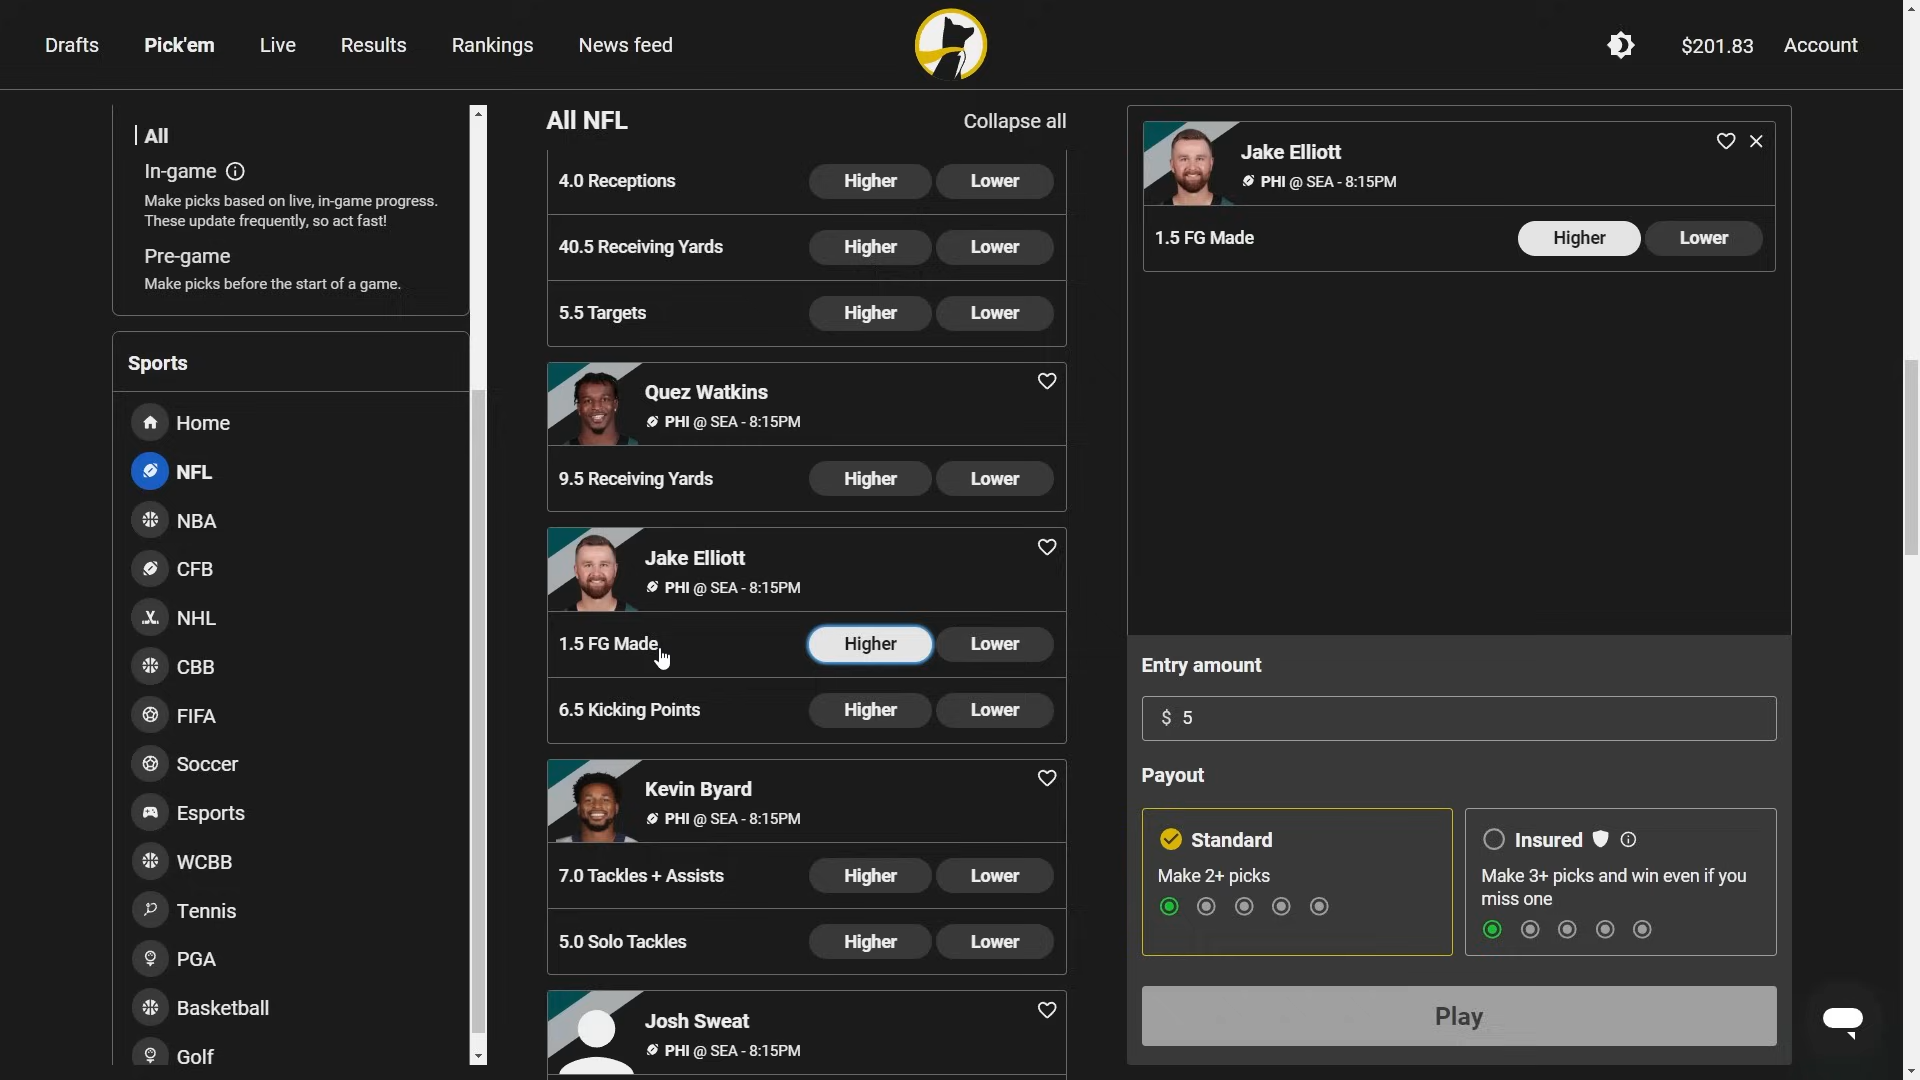 Drafts
Pick'em
Live
Results
Rankings
News feed
$201.83
Account
All
In-game
Make picks based on live, in-game progress.
These update frequently, so act fast!
Pre-game
Make picks before the start of a game.
Sports
Home
NFL
NBA
CFB
NHL
CBB
FIFA
Soccer
Esports
WCBB
Tennis
PGA
Basketball
Golf
All NFL
Collapse all
4.0 Receptions
Higher
Lower
40.5 Receiving Yards
Higher
Lower
5.5 Targets
Higher
Lower
Quez Watkins
PHI @ SEA - 8:15PM
9.5 Receiving Yards
Higher
Lower
Jake Elliott
PHI @ SEA - 8:15PM
1.5 FG Made
Higher
Lower
6.5 Kicking Points
Higher
Lower
Kevin Byard
PHI @ SEA - 8:15PM
7.0 Tackles + Assists
Higher
Lower
5.0 Solo Tackles
Higher
Lower
Josh Sweat
PHI @ SEA - 8:15PM
Jake Elliott
PHI @ SEA - 8:15PM
1.5 FG Made
Higher
Lower
Entry amount
$ 5
Payout
Standard
Make 2+ picks
Insured
Make 3+ picks and win even if you
miss one
Play